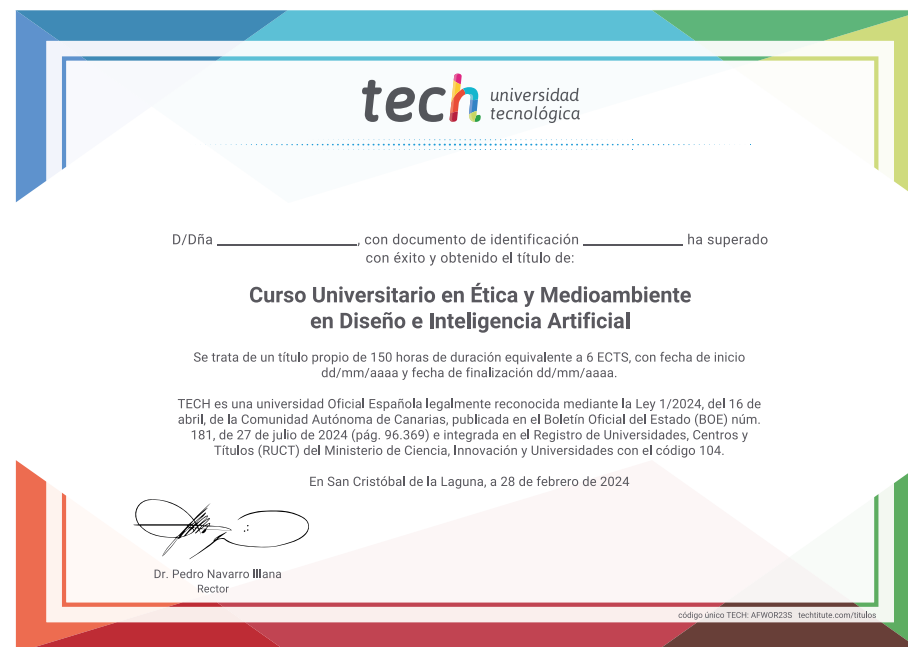 tech universidad
tecnológica
D/Dña ____________________, con documento de identificación ______________ ha superado
con éxito y obtenido el título de:
Curso Universitario en Ética y Medioambiente
en Diseño e Inteligencia Artificial
Se trata de un título propio de 150 horas de duración equivalente a 6 ECTS, con fecha de inicio
dd/mm/aaaa y fecha de finalización dd/mm/aaaa.
TECH es una universidad Oficial Española legalmente reconocida mediante la Ley 1/2024, del 16 de
abril, de la Comunidad Autónoma de Canarias, publicada en el Boletín Oficial del Estado (BOE) núm.
181, de 27 de julio de 2024 (pág. 96.369) e integrada en el Registro de Universidades, Centros y
Títulos (RUCT) del Ministerio de Ciencia, Innovación y Universidades con el código 104.
En San Cristóbal de la Laguna, a 28 de febrero de 2024
Dr. Pedro Navarro Illana
Rector
código único TECH: AFWOR23S techtitute.com/titulos